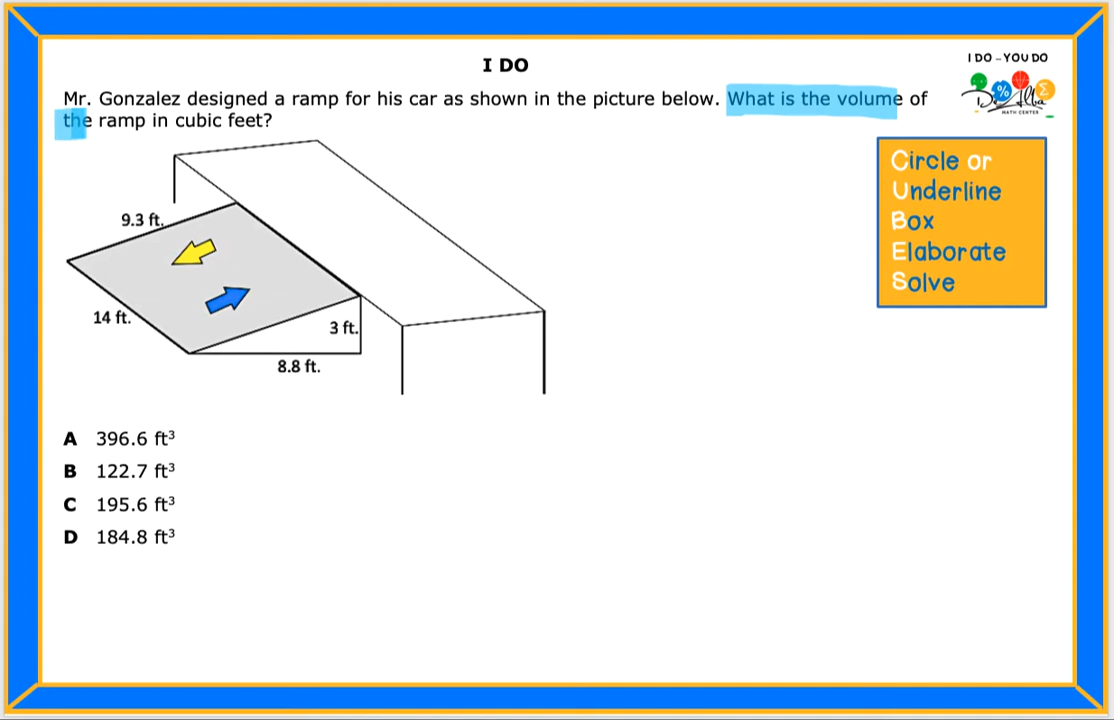 I DO
I DO – YOU DO
Mr. Gonzalez designed a ramp for his car as shown in the picture below. What is the volume of
the ramp in cubic feet?
%
Σ
MATH CENTER
Circle or
Underline
Box
Elaborate
Solve
9.3 ft.
14 ft.
3 ft.
8.8 ft.
A 396.6 ft³
B 122.7 ft³
C 195.6 ft³
D 184.8 ft³